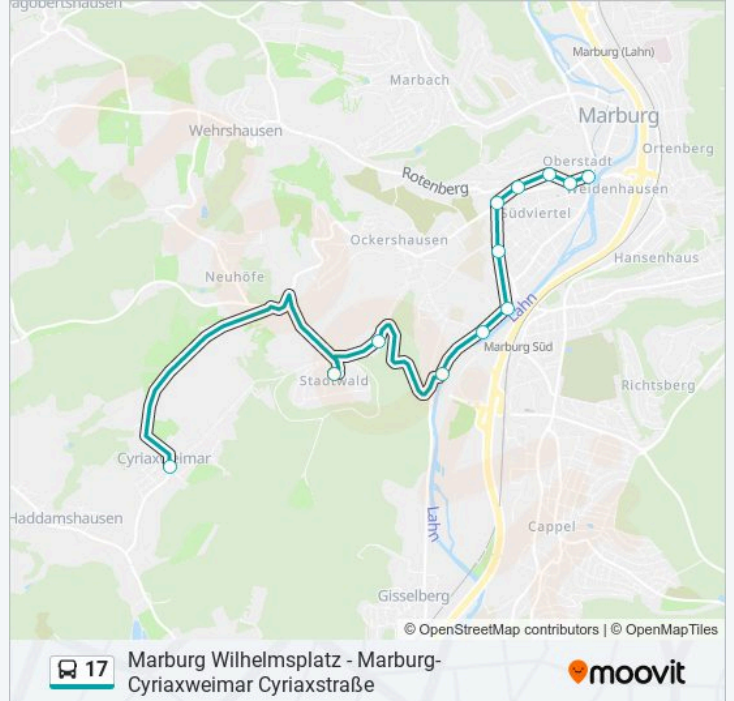 agobertshausen
Marburg (Lahn)
Marbach
Marburg
Wehrshausen
Ortenberg
Oberstadt
Rotenberg
Weidenhausen
Südviertel
Ockershausen
Hansenhaus
Neuhöfe
Lahn
Marburg Süd
Stadtwald
Richtsberg
Cyriaxweimar
Haddamshausen
Lahn
Cappel
Gisselberg
© OpenStreetMap contributors | © OpenMapTiles
17
Marburg Wilhelmsplatz - Marburg-
Cyriaxweimar Cyriaxstraße
moovit